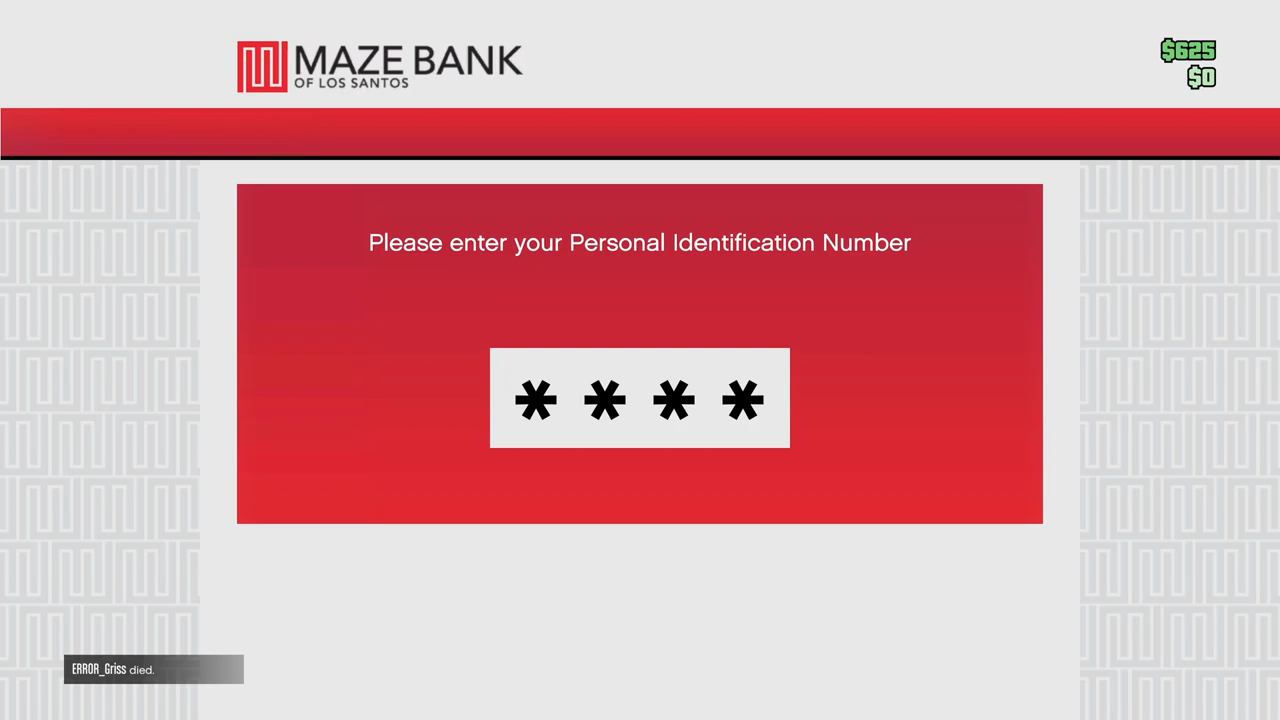 MAZE BANK
OF LOS SANTOS
$625
$0
Please enter your Personal Identification Number
* * * *
ERROR_Griss died.